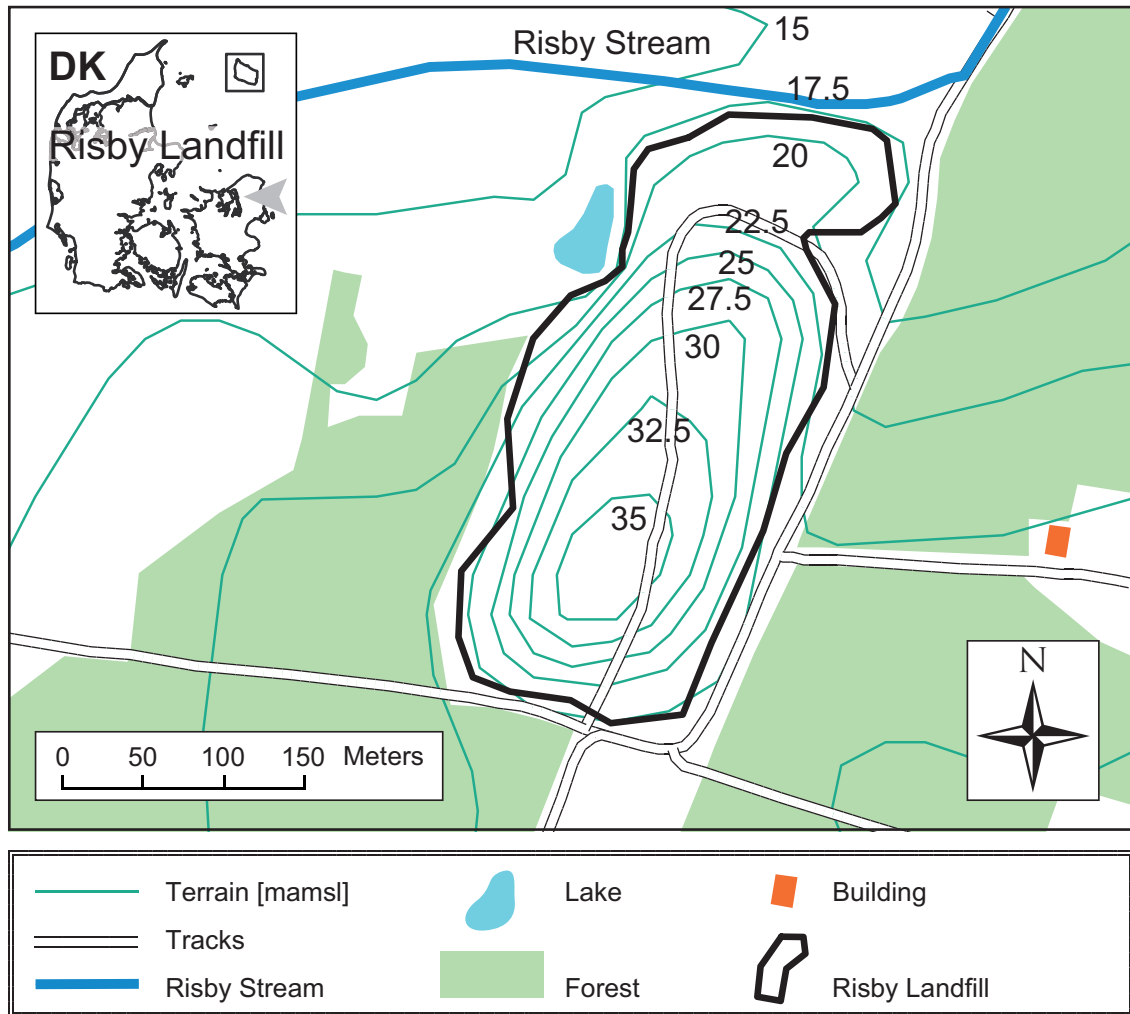 15
Risby Stream
DK
17.5
Risby Landfill
20
22.5
25
27.5
30
32.5
35
N
0 50 100 150 Meters
Terrain [mamsl]
Lake
Building
Tracks
Risby Stream
Forest
Risby Landfill